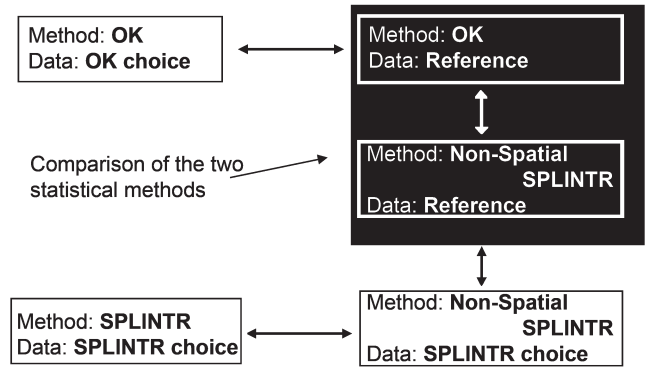 Method: OK
Data: OK choice
Method: OK
Data: Reference
Comparison of the two
statistical methods
Method: Non-Spatial
SPLINTR
Data: Reference
Method: SPLINTR
Data: SPLINTR choice
Method: Non-Spatial
SPLINTR
Data: SPLINTR choice